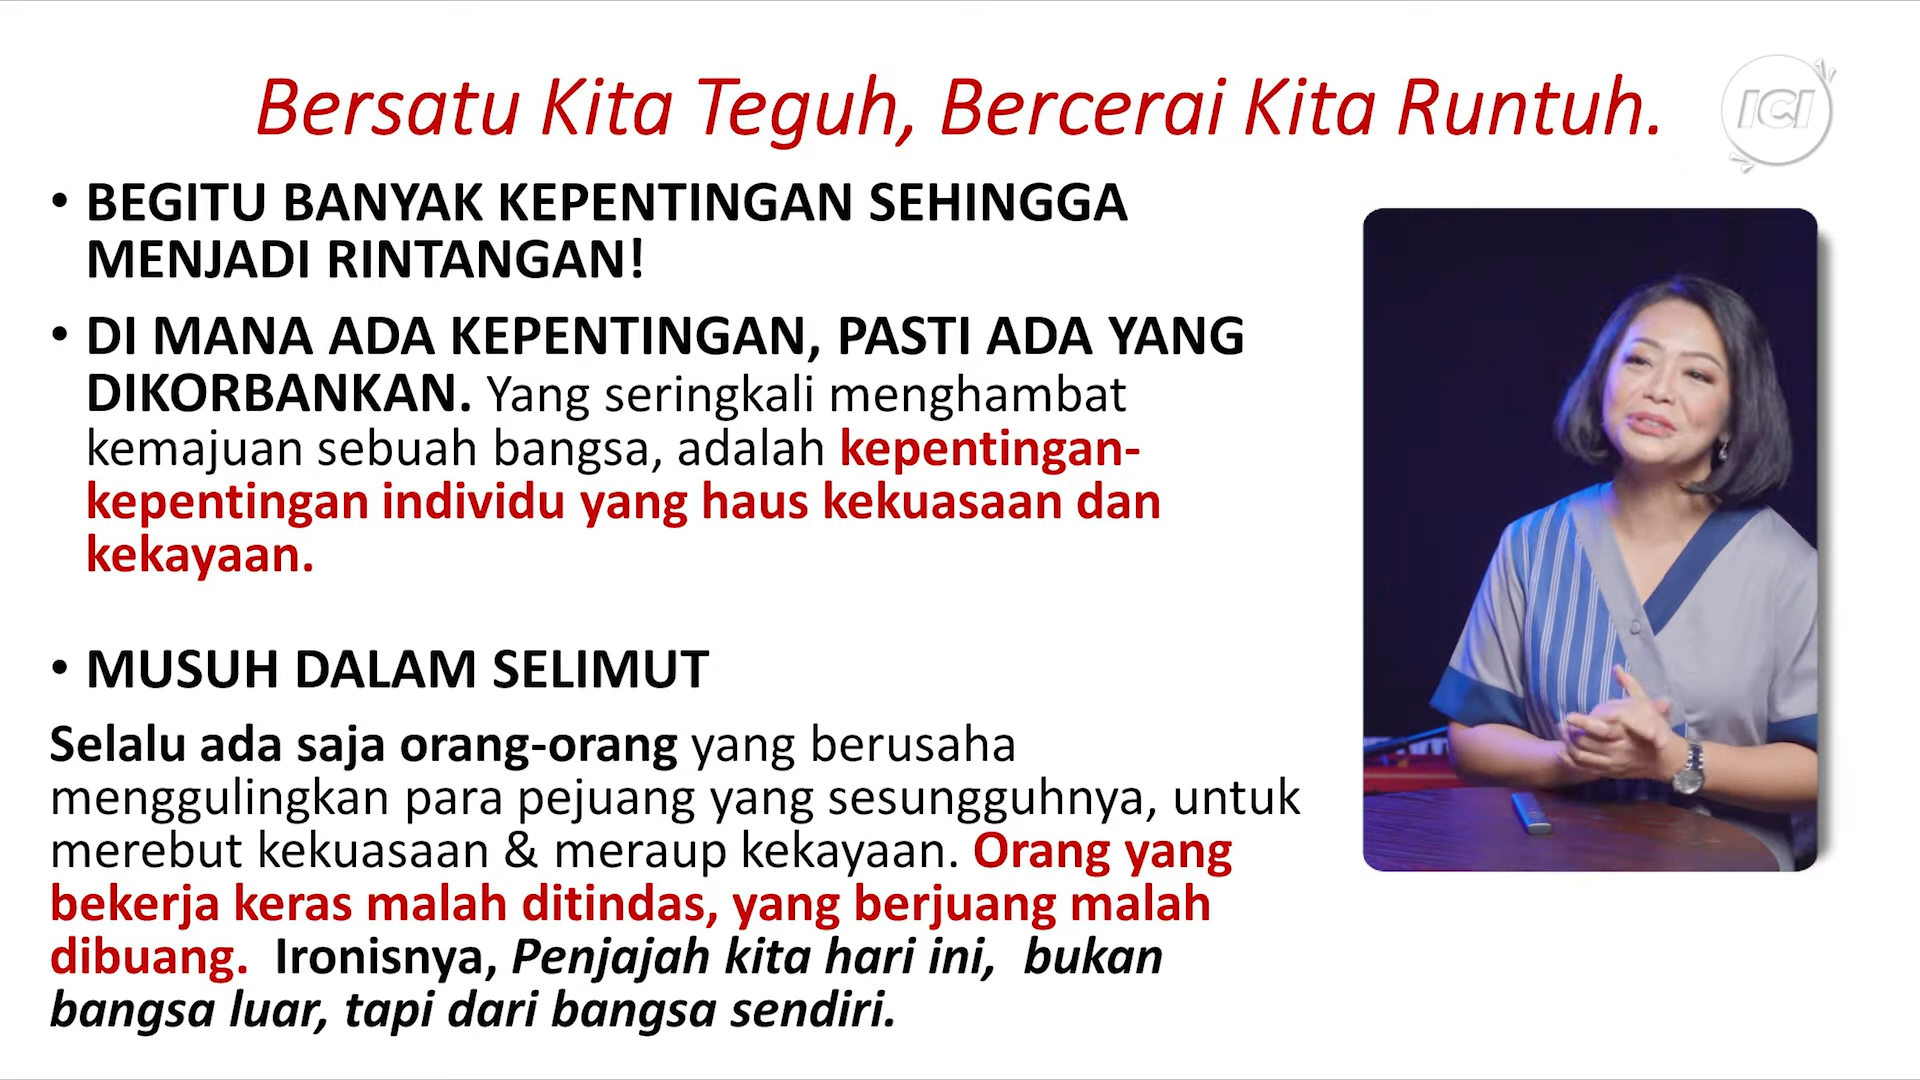 Bersatu Kita Teguh, Bercerai Kita Runtuh.
ICI
• BEGITU BANYAK KEPENTINGAN SEHINGGA
MENJADI RINTANGAN!
• DI MANA ADA KEPENTINGAN, PASTI ADA YANG
DIKORBANKAN. Yang seringkali menghambat
kemajuan sebuah bangsa, adalah kepentingan-
kepentingan individu yang haus kekuasaan dan
kekayaan.
• MUSUH DALAM SELIMUT
Selalu ada saja orang-orang yang berusaha
menggulingkan para pejuang yang sesungguhnya, untuk
merebut kekuasaan & meraup kekayaan. Orang yang
bekerja keras malah ditindas, yang berjuang malah
dibuang. Ironisnya, Penjajah kita hari ini, bukan
bangsa luar, tapi dari bangsa sendiri.